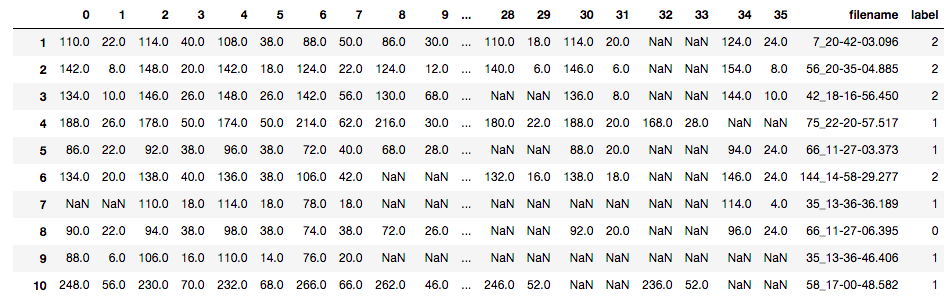 0 1 2 3 4 5 6 7 8 9 ... 28 29 30 31 32 33 34 35 filename label
1 110.0 22.0 114.0 40.0 108.0 38.0 88.0 50.0 86.0 30.0 ... 110.0 18.0 114.0 20.0 NaN NaN 124.0 24.0 7_20-42-03.096 2
2 142.0 8.0 148.0 20.0 142.0 18.0 124.0 22.0 124.0 12.0 ... 140.0 6.0 146.0 6.0 NaN NaN 154.0 8.0 56_20-35-04.885 2
3 134.0 10.0 146.0 26.0 148.0 26.0 142.0 56.0 130.0 68.0 ... NaN NaN 136.0 8.0 NaN NaN 144.0 10.0 42_18-16-56.450 2
4 188.0 26.0 178.0 50.0 174.0 50.0 214.0 62.0 216.0 30.0 ... 180.0 22.0 188.0 20.0 168.0 28.0 NaN NaN 75_22-20-57.517 1
5 86.0 22.0 92.0 38.0 96.0 38.0 72.0 40.0 68.0 28.0 ... NaN NaN 88.0 20.0 NaN NaN 94.0 24.0 66_11-27-03.373 1
6 134.0 20.0 138.0 40.0 136.0 38.0 106.0 42.0 NaN NaN ... 132.0 16.0 138.0 18.0 NaN NaN 146.0 24.0 144_14-58-29.277 2
7 NaN NaN 110.0 18.0 114.0 18.0 78.0 18.0 NaN NaN ... NaN NaN NaN NaN NaN NaN 114.0 4.0 35_13-36-36.189 1
8 90.0 22.0 94.0 38.0 98.0 38.0 74.0 38.0 72.0 26.0 ... NaN NaN 92.0 20.0 NaN NaN 96.0 24.0 66_11-27-06.395 0
9 88.0 6.0 106.0 16.0 110.0 14.0 76.0 20.0 NaN NaN ... NaN NaN NaN NaN NaN NaN NaN NaN 35_13-36-46.406 1
10 248.0 56.0 230.0 70.0 232.0 68.0 266.0 66.0 262.0 46.0 ... 246.0 52.0 NaN NaN 236.0 52.0 NaN NaN 58_17-00-48.582 1